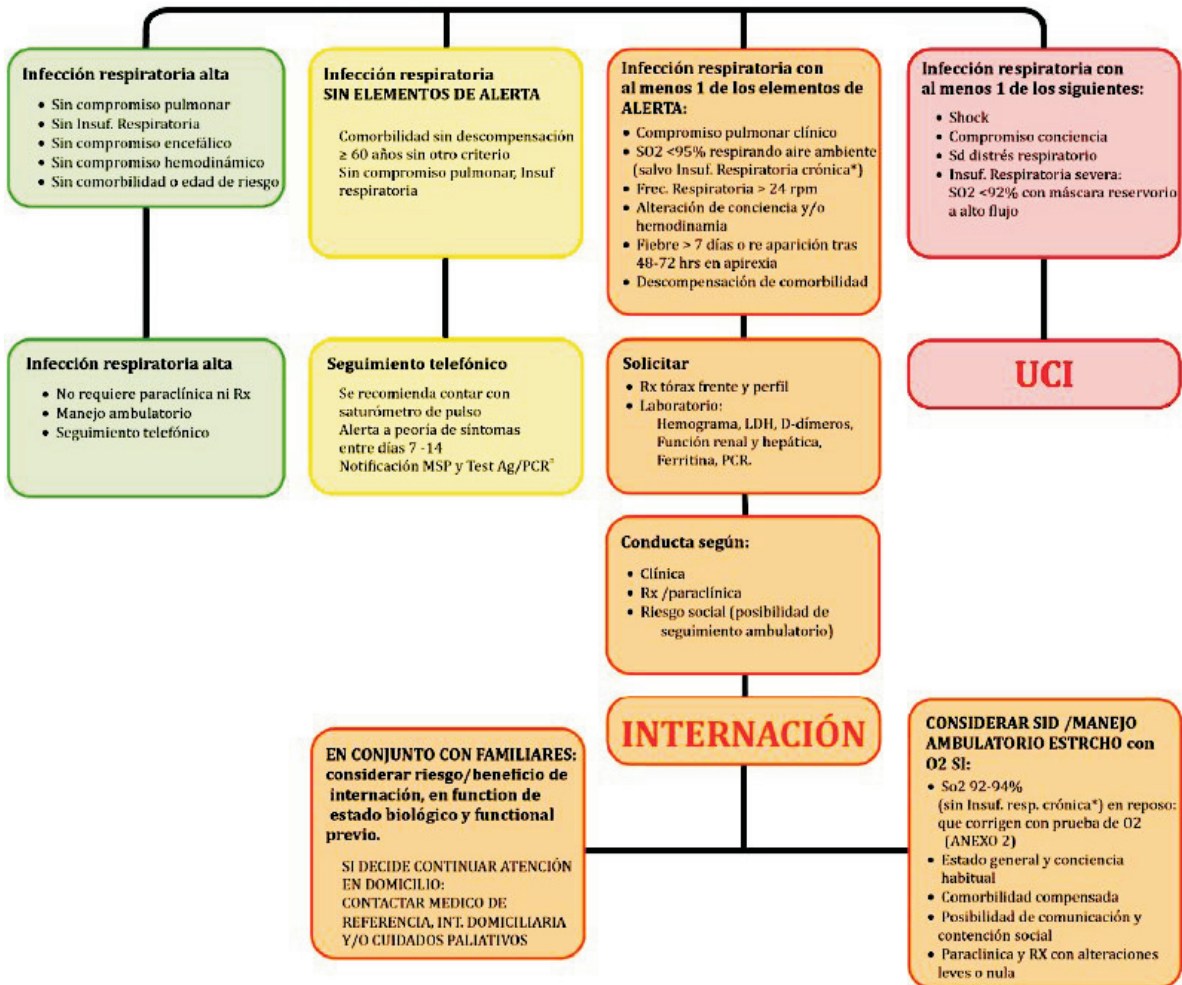 Infección respiratoria alta
• Sin compromiso pulmonar
• Sin Insuf. Respiratoria
• Sin compromiso encefálico
• Sin compromiso hemodinámico
• Sin comorbilidad o edad de riesgo
Infección respiratoria
SIN ELEMENTOS DE ALERTA
Comorbilidad sin descompensación
≥ 60 años sin otro criterio
Sin compromiso pulmonar, Insuf
respiratoria
Infección respiratoria con
al menos 1 de los elementos de
ALERTA:
• Compromiso pulmonar clínico
• SO2 <95% respirando aire ambiente
(salvo Insuf. Respiratoria crónica*)
• Frec. Respiratoria > 24 rpm
• Alteración de conciencia y/o
hemodinamia
• Fiebre > 7 días o re aparición tras
48-72 hrs en apirexia
• Descompensación de comorbilidad
Infección respiratoria con
al menos 1 de los siguientes:
• Shock
• Compromiso conciencia
• Sd distrés respiratorio
• Insuf. Respiratoria severa:
SO2 <92% con máscara reservorio
a alto flujo
Infección respiratoria alta
• No requiere paraclínica ni Rx
• Manejo ambulatorio
• Seguimiento telefónico
Seguimiento telefónico
Se recomienda contar con
saturómetro de pulso
Alerta a peoría de síntomas
entre días 7 -14
Notificación MSP y Test Ag/PCR
Solicitar
• Rx tórax frente y perfil
• Laboratorio:
Hemograma, LDH, D-dímeros,
Función renal y hepática,
Ferritina, PCR.
UCI
Conducta según:
• Clínica
• Rx /paraclínica
• Riesgo social (posibilidad de
seguimiento ambulatorio)
INTERNACIÓN
EN CONJUNTO CON FAMILIARES:
considerar riesgo/beneficio de
internación, en function de
estado biológico y functional
previo.
SI DECIDE CONTINUAR ATENCIÓN
EN DOMICILIO:
CONTACTAR MEDICO DE
REFERENCIA, INT. DOMICILIARIA
Y/O CUIDADOS PALIATIVOS
CONSIDERAR SID /MANEJO
AMBULATORIO ESTRCHO con
O2 SI:
• So2 92-94%
(sin Insuf. resp. crónica*) en reposo:
que corrigen con prueba de O2
(ANEXO 2)
• Estado general y conciencia
habitual
• Comorbilidad compensada
• Posibilidad de comunicación y
contención social
• Paraclinica y RX con alteraciones
leves o nula